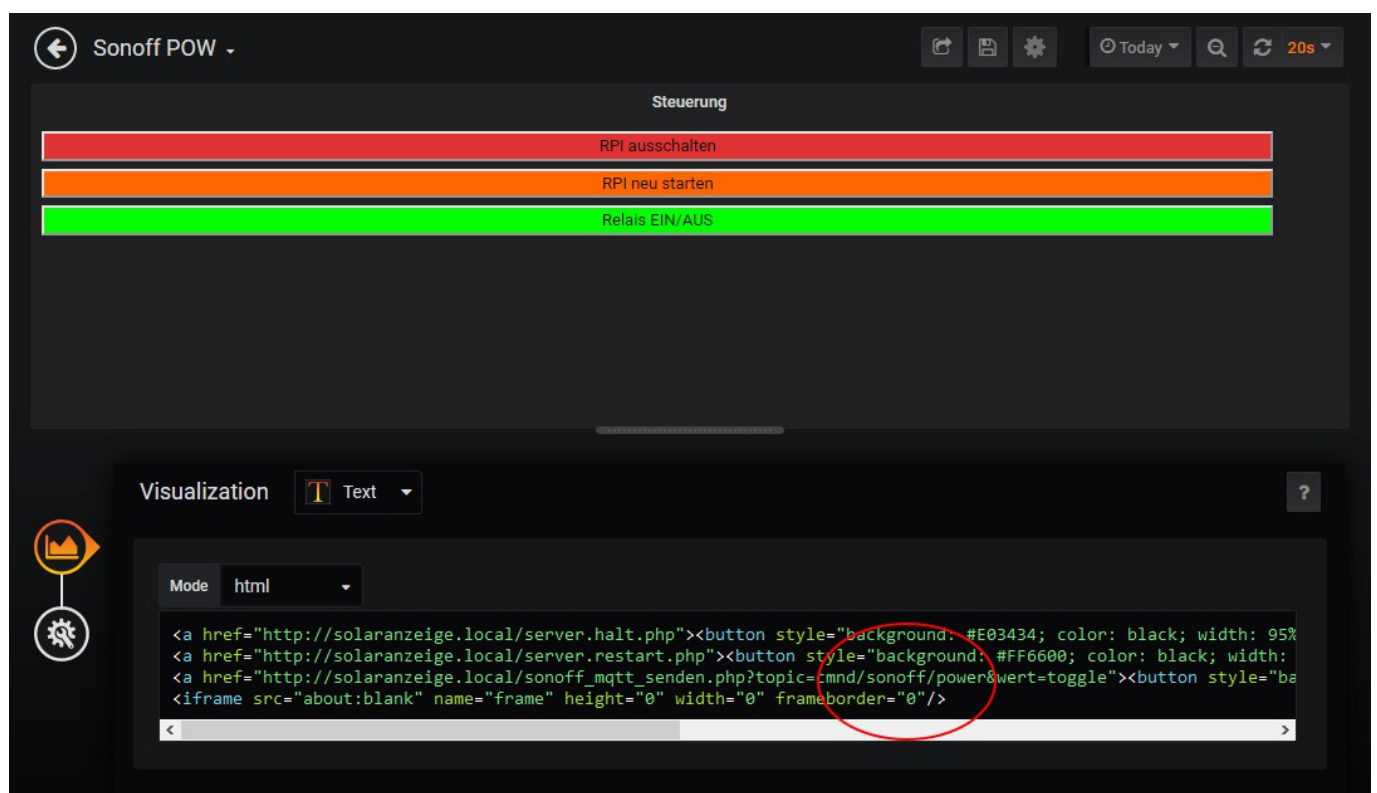 Sonoff POW
Today
20s
Steuerung
RPI ausschalten
RPI neu starten
Relais EIN/AUS
Visualization
T Text
?
Mode html
<a href="http://solaranzeige.local/server.halt.php"><button style="background: #E03434; color: black; width: 95%
<a href="http://solaranzeige.local/server.restart.php"><button style="background: #FF6600; color: black; width:
<a href="http://solaranzeige.local/sonoff_mqtt_senden.php?topic=cmnd/sonoff/power&wert=toggle"><button style="ba
<iframe src="about:blank" name="frame" height="0" width="0" frameborder="0"/>